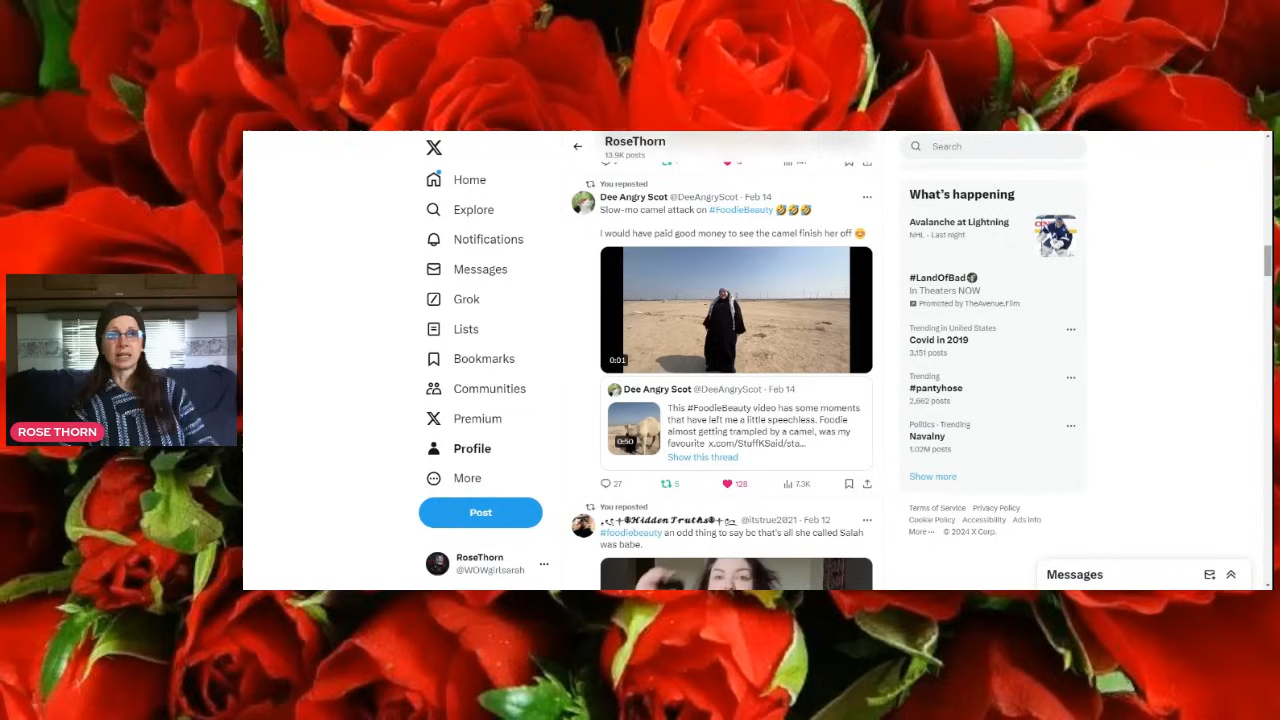 RoseThorn
13.9K posts
Search
Home
Explore
Notifications
Messages
Grok
Lists
Bookmarks
Communities
Premium
Profile
More
Post
RoseThorn
@WOWgirlsarah
ROSE THORN
You reposted
Dee Angry Scot @DeeAngryScot · Feb 14
Slow-mo camel attack on #FoodieBeauty 🤣🤣🤣
I would have paid good money to see the camel finish her off 😊
0:01
Dee Angry Scot @DeeAngryScot · Feb 14
This #FoodieBeauty video has some moments
that have left me a little speechless. Foodie
almost getting trampled by a camel, was my
favourite x.com/StuffKSaid/sta...
Show this thread
0:50
27
5
128
7.3K
You reposted
𝓗𝓲𝓭𝓭𝓮𝓷 𝓣𝓻𝓾𝓽𝓱𝓼 @itstrue2021 · Feb 12
#foodiebeauty an odd thing to say bc that's all she called Salah
was babe.
What's happening
Avalanche at Lightning
NHL · Last night
#LandOfBad
In Theaters NOW
Promoted by TheAvenue.Film
Trending in United States
Covid in 2019
3,151 posts
Trending
#pantyhose
2,662 posts
Politics · Trending
Navalny
1.02M posts
Show more
Terms of Service Privacy Policy
Cookie Policy Accessibility Ads info
More ··· © 2024 X Corp.
Messages